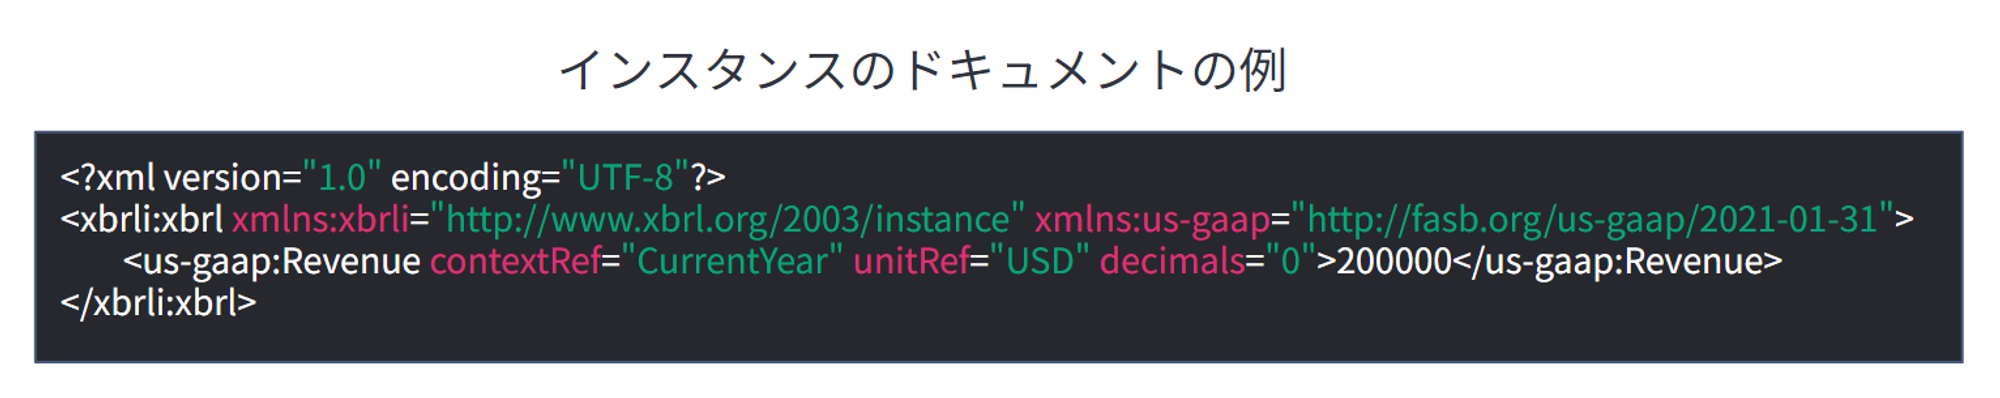 インスタンスのドキュメントの例
<?xml version="1.0" encoding="UTF-8"?>
<xbrli:xbrl xmlns:xbrli="http://www.xbrl.org/2003/instance" xmlns:us-gaap="http://fasb.org/us-gaap/2021-01-31">
<us-gaap:Revenue contextRef="CurrentYear" unitRef="USD" decimals="0">200000</us-gaap:Revenue>
</xbrli:xbrl>